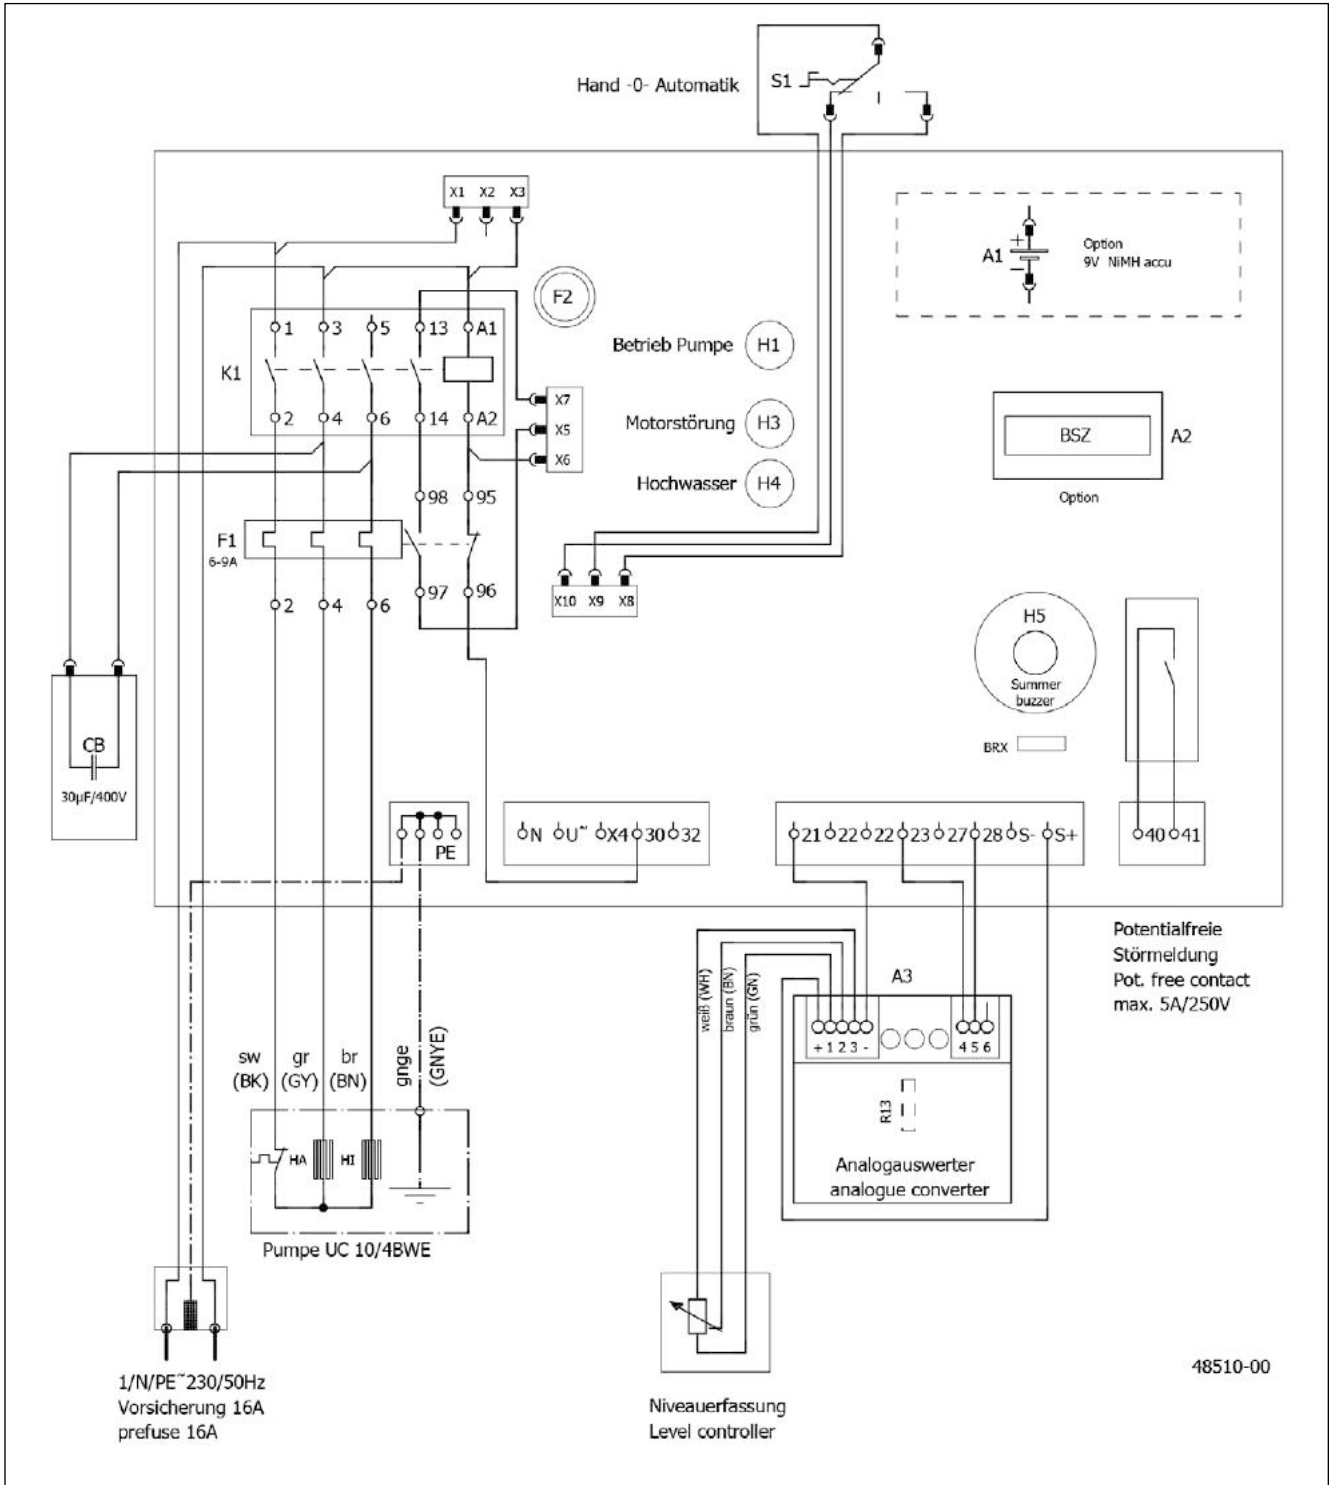 Hand -0- Automatik
S1
X1 X2 X3
A1
+
−
Option
9V NiMH accu
F2
1 3 5 13 A1
K1
2 4 6 14 A2
Betrieb Pumpe H1
X7
X5
X6
Motorstörung H3
Hochwasser H4
BSZ
A2
Option
98 95
F1
6-9A
97 96
2 4 6
X10 X9 X8
H5
Summer
buzzer
BRX
CB
30µF/400V
PE
N U~ X4 30 32
21 22 22 23 27 28 S- S+
40 41
Potentialfreie
Störmeldung
Pot. free contact
max. 5A/250V
weiß (WH)
braun (BN)
grün (GN)
A3
+ 1 2 3 -
4 5 6
R13
Analogauswerter
analogue converter
sw
(BK)
gr
(GY)
br
(BN)
gnge
(GNYE)
HA
HI
Pumpe UC 10/4BWE
1/N/PE~230/50Hz
Vorsicherung 16A
prefuse 16A
Niveauerfassung
Level controller
48510-00